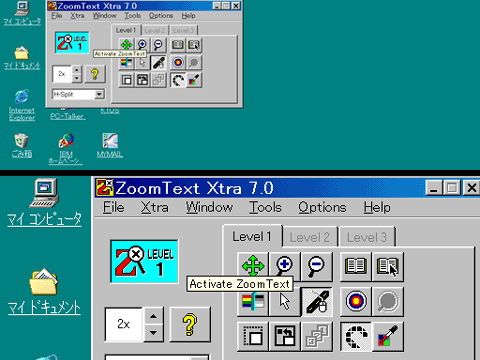 マイ コンピュータ
ZoomText Xtra 7.0
File Xtra Window Tools Options Help
Level 1 Level 2 Level 3
LEVEL
1
Activate ZoomText
マイ ドキュメント
2x
?
H-Split
Internet
Explorer
PC-Talker
ごみ箱
IBM
ホームページ
MYMAIL
ZoomText Xtra 7.0
マイ コンピュータ
File Xtra Window Tools Options Help
Level 1 Level 2 Level 3
Z LEVEL
1
Activate ZoomText
マイ ドキュメント
2x
?